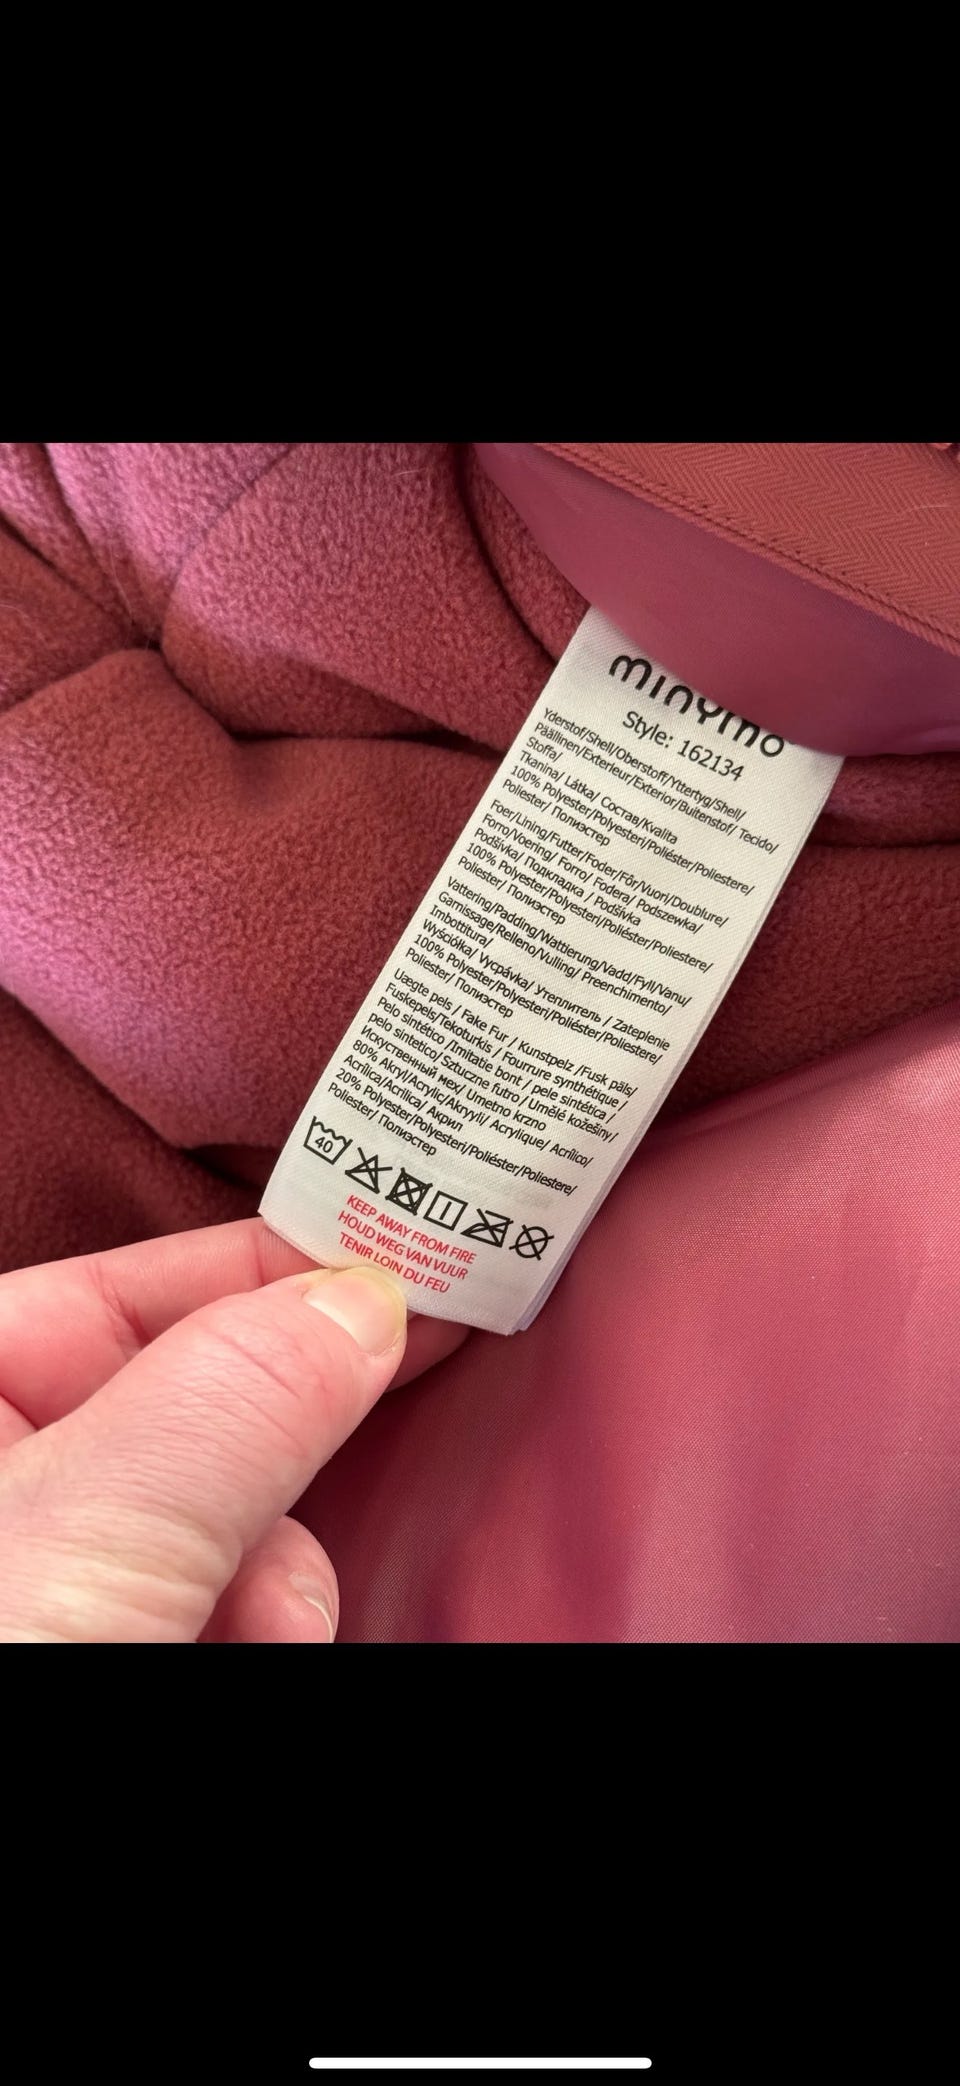 minymo
Style: 162134
Yderstof/Shell/Oberstoff/Yttertyg/Shell/
Päällinen/Exterieur/Exterior/Buitenstof/ Tecido/
Stoffa/
Tkanina/ Látka/ Состав/Kvalita
100% Polyester/Polyesteri/Poliéster/Poliestere/
Poliester/ Полиэстер
Foer/Lining/Futter/Foder/Fôr/Vuori/Doublure/
Forro/Voering/ Forro/ Fodera/ Podszewka/
Podšívka/ Подкладка / Podšivka
100% Polyester/Polyesteri/Poliéster/Poliestere/
Poliester/ Полиэстер
Vattering/Padding/Wattierung/Vadd/Fyll/Vanu/
Garnissage/Relleno/Vulling/ Preenchimento/
Imbottitura/
Wyściółka/ Vycpávka/ Утеплитель / Zateplenie
100% Polyester/Polyesteri/Poliéster/Poliestere/
Poliester/ Полиэстер
Uægte pels / Fake Fur / Kunstpelz /Fusk päls/
Fuskepels/Tekoturkis / Fourrure synthétique /
Pelo sintético /Imitatie bont / pele sintética /
pelo sintetico/ Sztuczne futro / Umělé kožešiny/
Искуственный мех/ Umetno krzno
80% Akryl/Acrylic/Akryyli/ Acrylique/ Acrílico/
Acrílica/Acrilica/ Акрил
20% Polyester/Polyesteri/Poliéster/Poliestere/
Poliester/ Полиэстер
40
KEEP AWAY FROM FIRE
HOUD WEG VAN VUUR
TENIR LOIN DU FEU